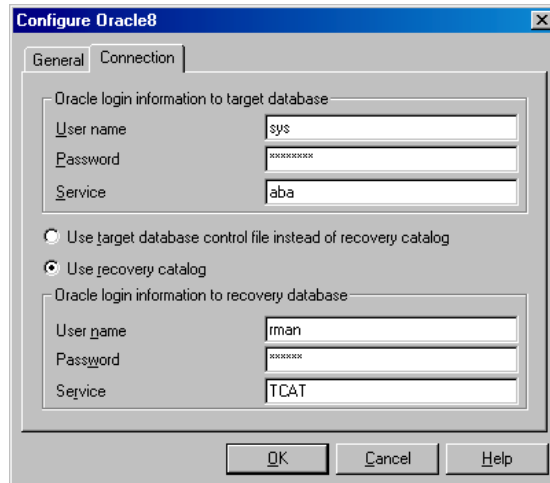 Configure Oracle8
General Connection
Oracle login information to target database
User name sys
Password ××××××××
Service aba
Use target database control file instead of recovery catalog
Use recovery catalog
Oracle login information to recovery database
User name rman
Password ××××××
Service TCAT
OK Cancel Help